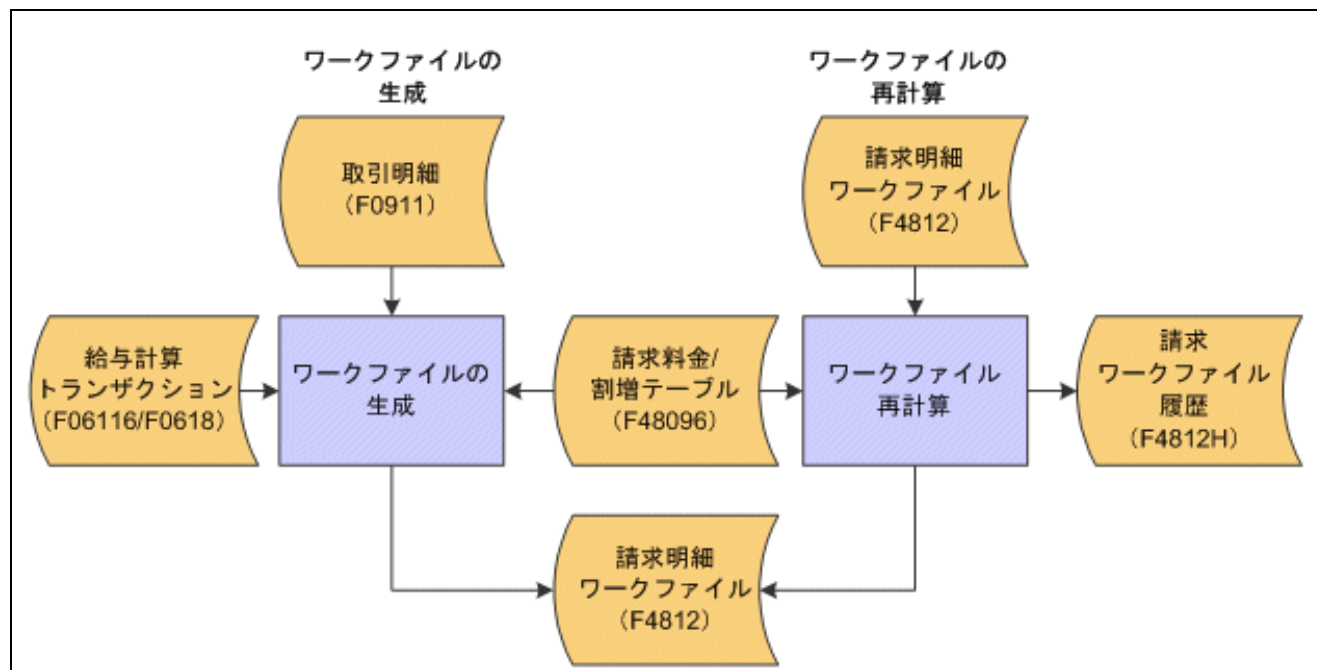 ワークファイルの
生成
ワークファイルの
再計算
取引明細
（F0911）
請求明細
ワークファイル
（F4812）
給与計算
トランザクション
（F06116/F0618）
ワークファイルの
生成
請求料金/
割増テーブル
（F48096）
ワークファイル
再計算
請求
ワークファイル
履歴
（F4812H）
請求明細
ワークファイル
（F4812）